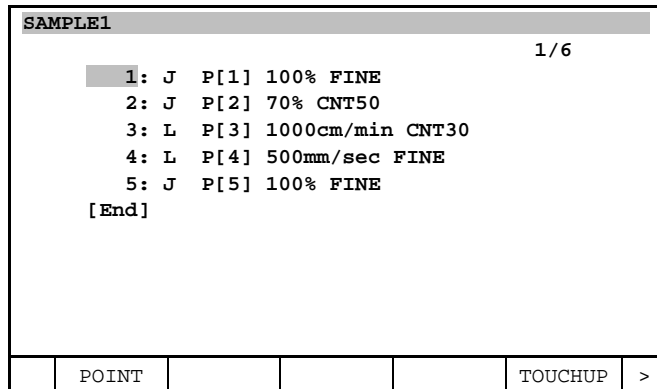 SAMPLE1
1/6
1: J P[1] 100% FINE
2: J P[2] 70% CNT50
3: L P[3] 1000cm/min CNT30
4: L P[4] 500mm/sec FINE
5: J P[5] 100% FINE
[End]
POINT TOUCHUP >